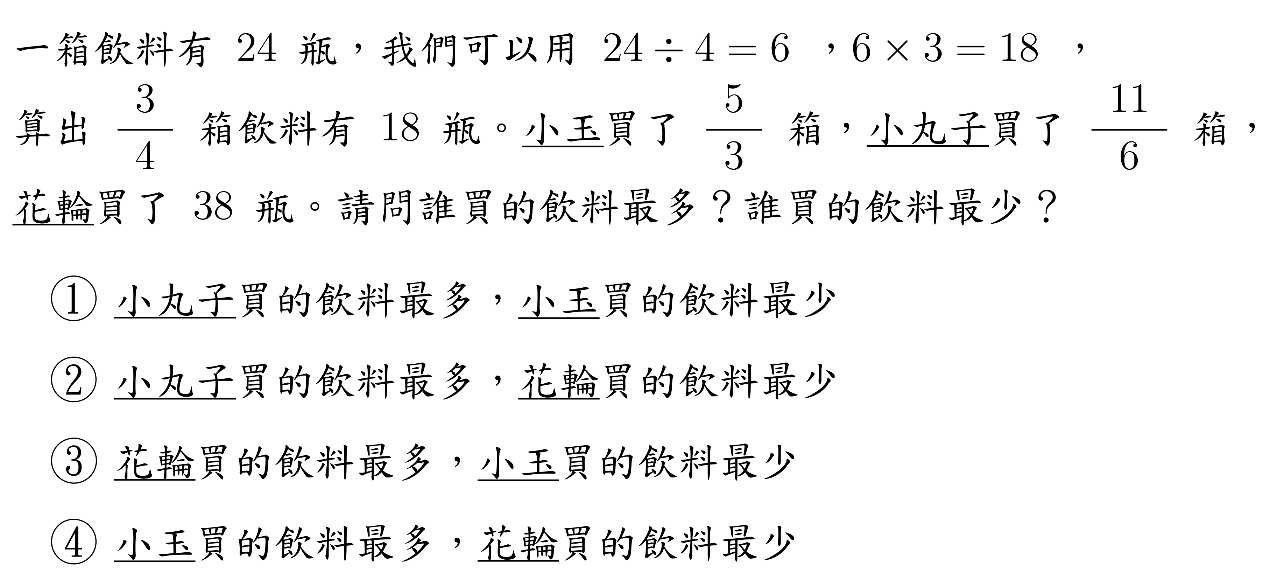 一箱飲料有 24 瓶，我們可以用 24 ÷ 4 = 6 ，6 × 3 = 18 ，
算出 3/4 箱飲料有 18 瓶。小玉買了 5/3 箱，小丸子買了 11/6 箱，
花輪買了 38 瓶。請問誰買的飲料最多？誰買的飲料最少？
① 小丸子買的飲料最多，小玉買的飲料最少
② 小丸子買的飲料最多，花輪買的飲料最少
③ 花輪買的飲料最多，小玉買的飲料最少
④ 小玉買的飲料最多，花輪買的飲料最少